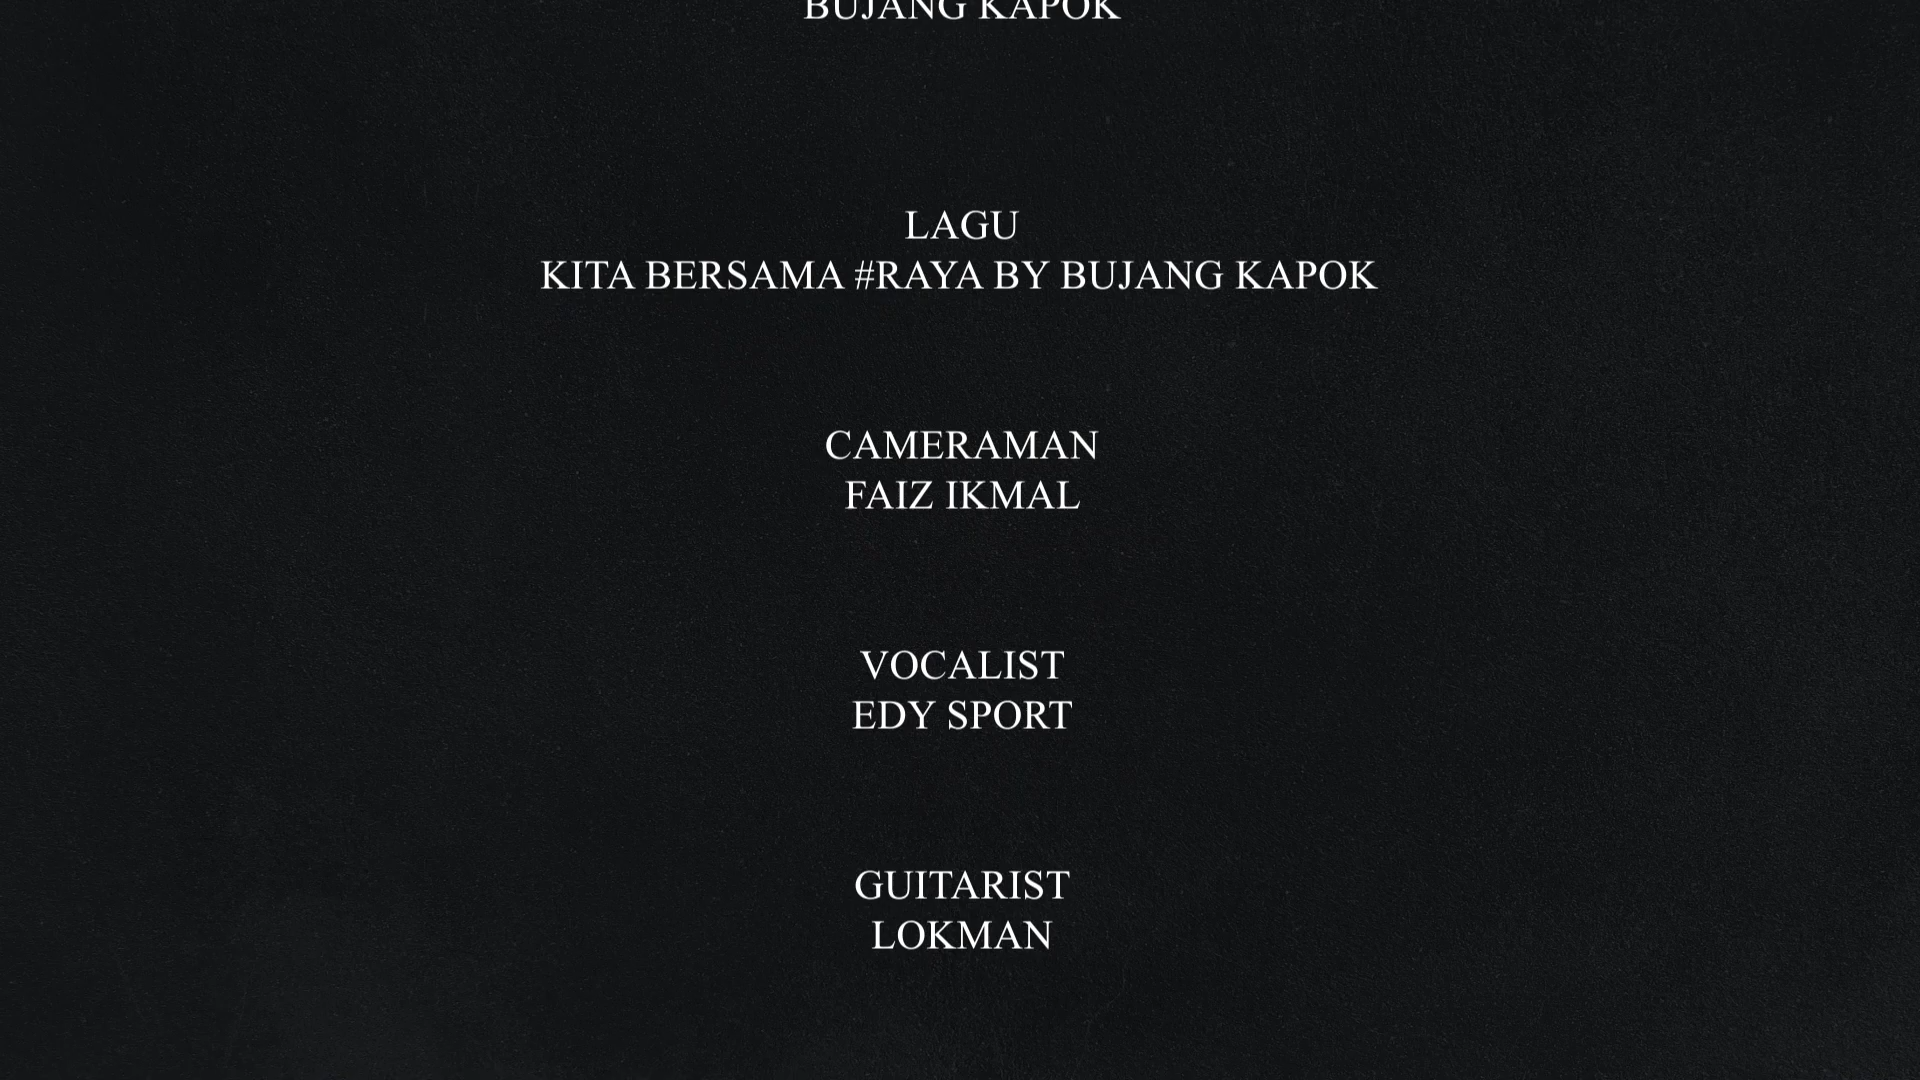 BUJANG KAPOK
LAGU
KITA BERSAMA #RAYA BY BUJANG KAPOK
CAMERAMAN
FAIZ IKMAL
VOCALIST
EDY SPORT
GUITARIST
LOKMAN